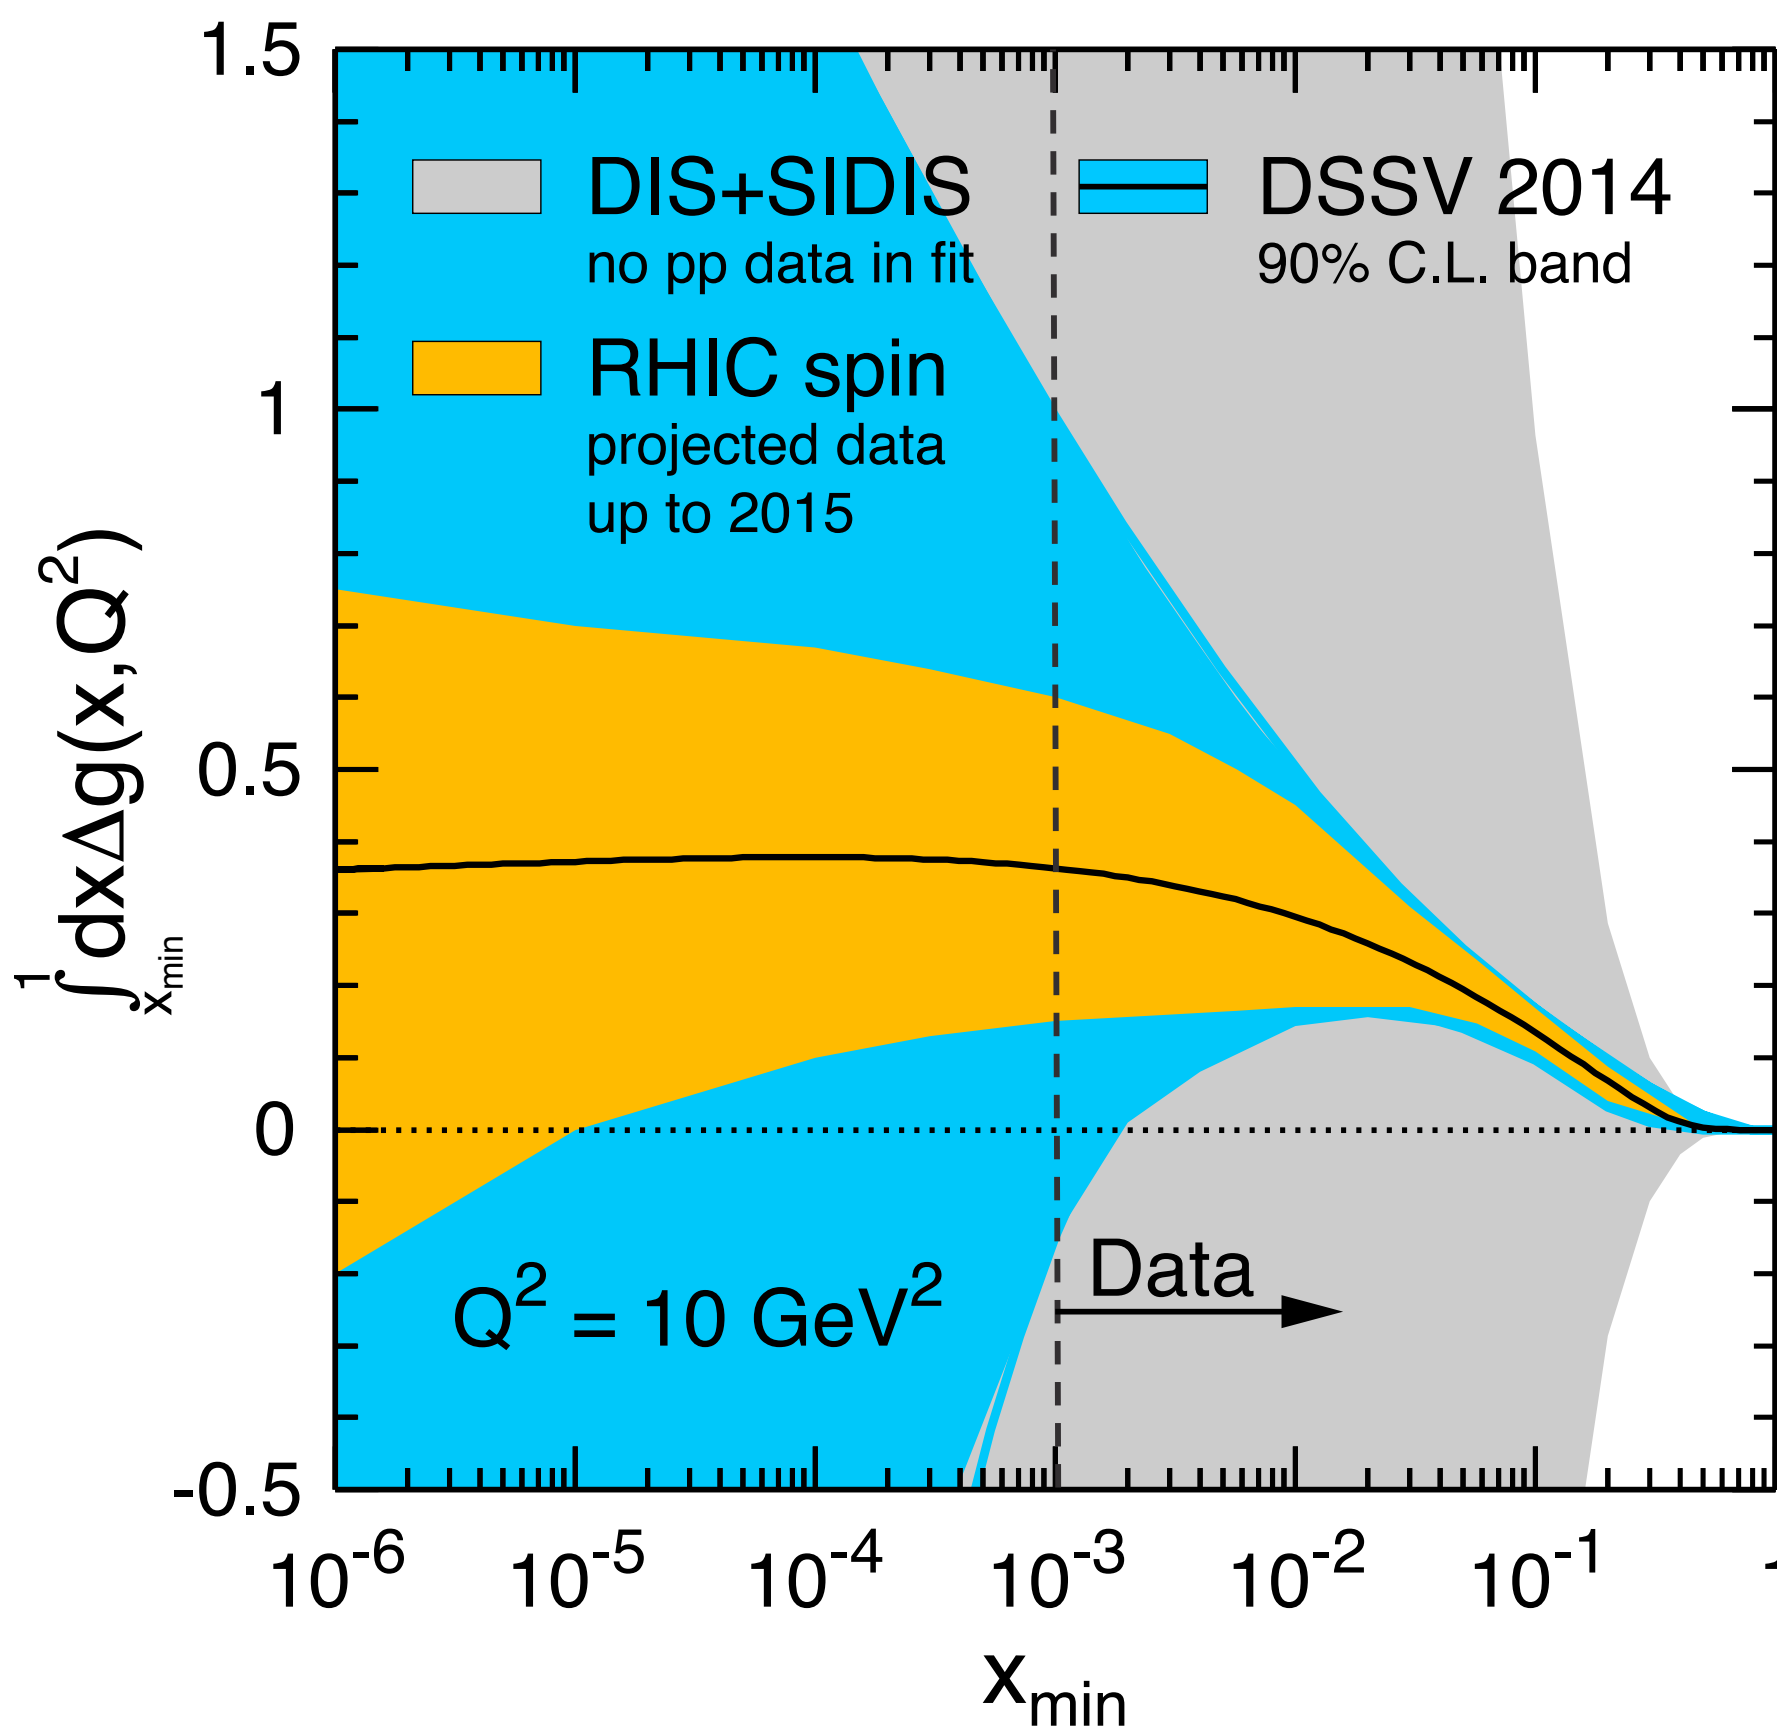 1.5
1
0.5
0
-0.5
∫¹ₓₘᵢₙ dxΔg(x,Q²)
DIS+SIDIS
no pp data in fit
RHIC spin
projected data
up to 2015
DSSV 2014
90% C.L. band
Q² = 10 GeV²
Data
10⁻⁶ 10⁻⁵ 10⁻⁴ 10⁻³ 10⁻² 10⁻¹ 1
xₘᵢₙ